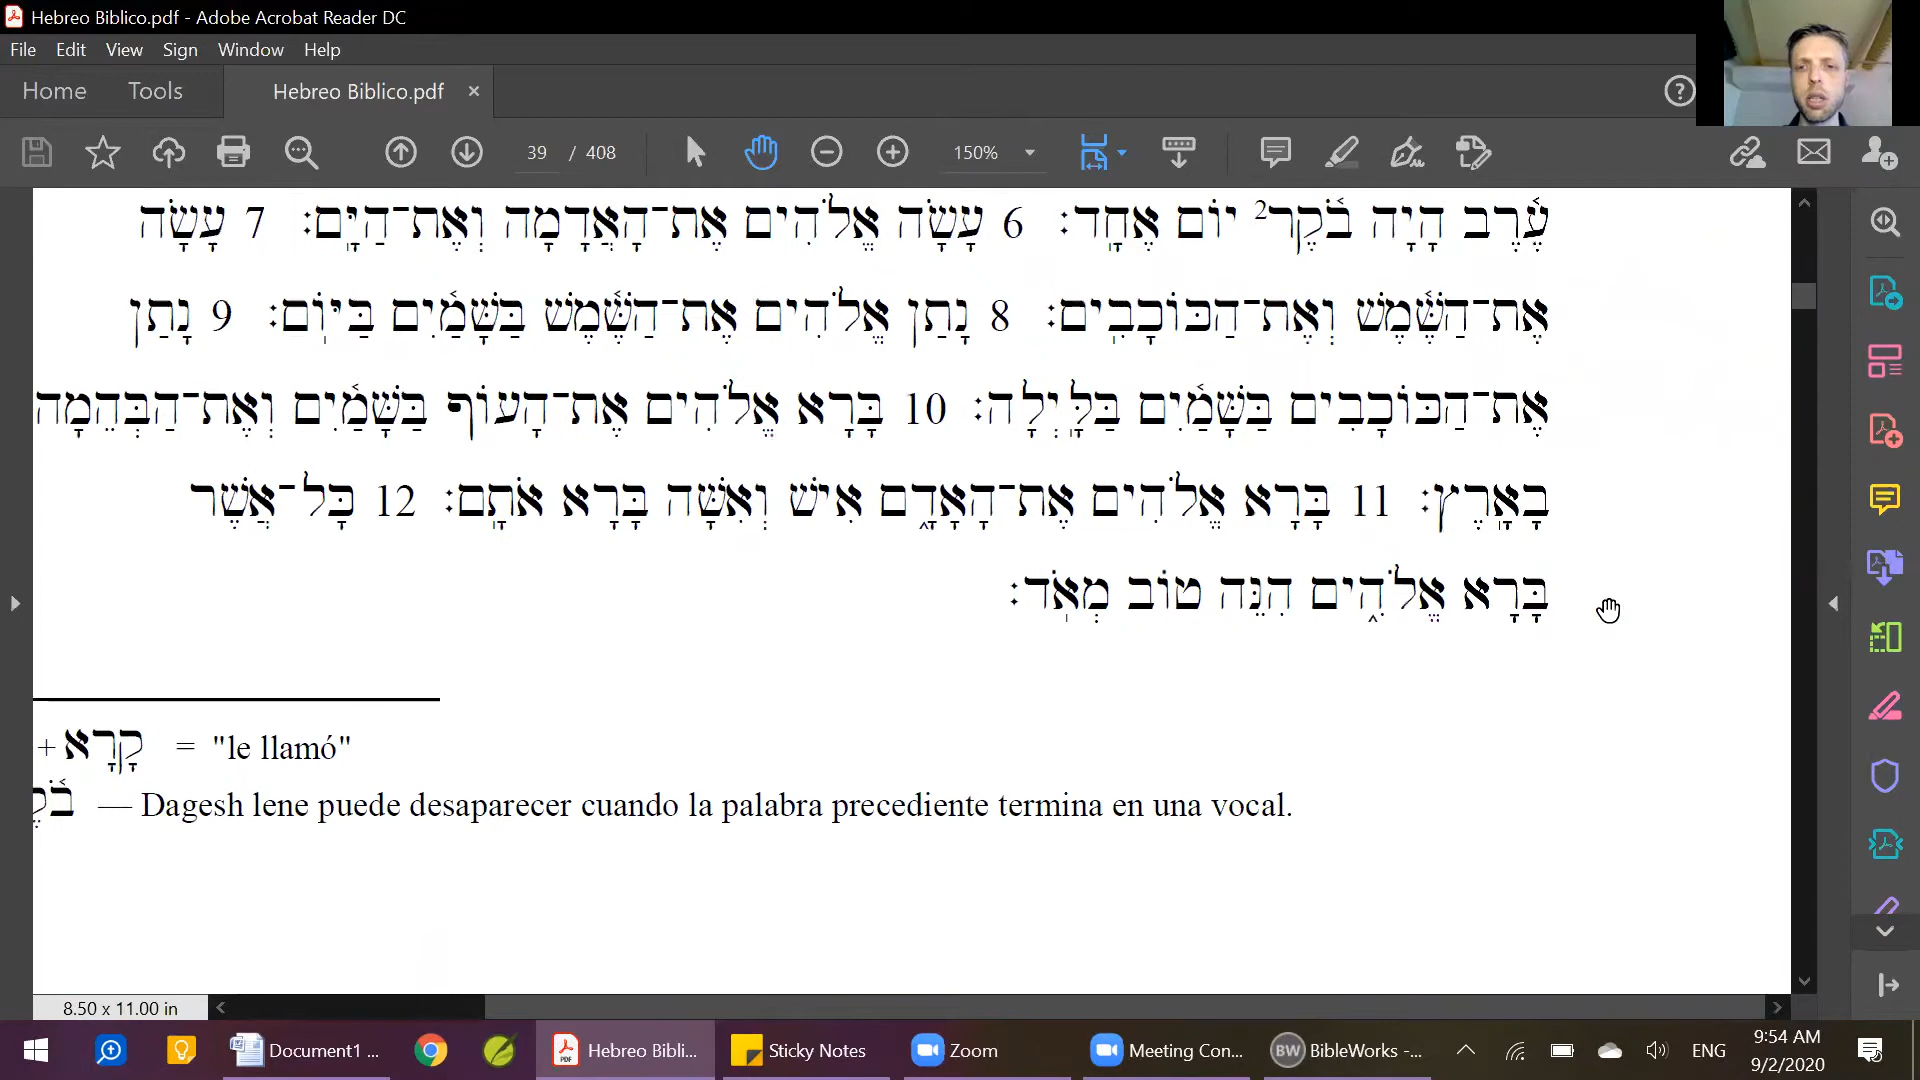 Hebreo Biblico.pdf - Adobe Acrobat Reader DC
File Edit View Sign Window Help
Home Tools Hebreo Biblico.pdf ×
39 / 408 150%
עֶ֫רֶב הָיָה בֹ֫קֶר2 יוֹם אֶחָֽד׃ 6 עָשָׂה אֱלֹהִים אֶת־הָאֲדָמָה וְאֶת־הַיָּֽם׃ 7 עָשָׂה
אֶת־הַשֶּׁ֫מֶשׁ וְאֶת־הַכּוֹכָבִֽים׃ 8 נָתַן אֱלֹהִים אֶת־הַשֶּׁ֫מֶשׁ בַּשָּׁמַ֫יִם בַּיּֽוֹם׃ 9 נָתַן
אֶת־הַכּוֹכָבִים בַּשָּׁמַ֫יִם בַּלָּֽיְלָה׃ 10 בָּרָא אֱלֹהִים אֶת־הָעוֹף בַּשָּׁמַ֫יִם וְאֶת־הַבְּהֵמָה
בָּאָֽרֶץ׃ 11 בָּרָא אֱלֹהִים אֶת־הָאָדָ֑ם אִישׁ וְאִשָּׁה בָּרָא אֹתָֽם׃ 12 כָּל־אֲשֶׁר
בָּרָא אֱלֹהִ֑ים הִנֵּה טוֹב מְאֹֽד׃
+ קָרָא = "le llamó"
— Dagesh lene puede desaparecer cuando la palabra precediente termina en una vocal.
8.50 x 11.00 in
Document1 ... Hebreo Bibli... Sticky Notes Zoom Meeting Con... BW BibleWorks -... ENG 9:54 AM
9/2/2020